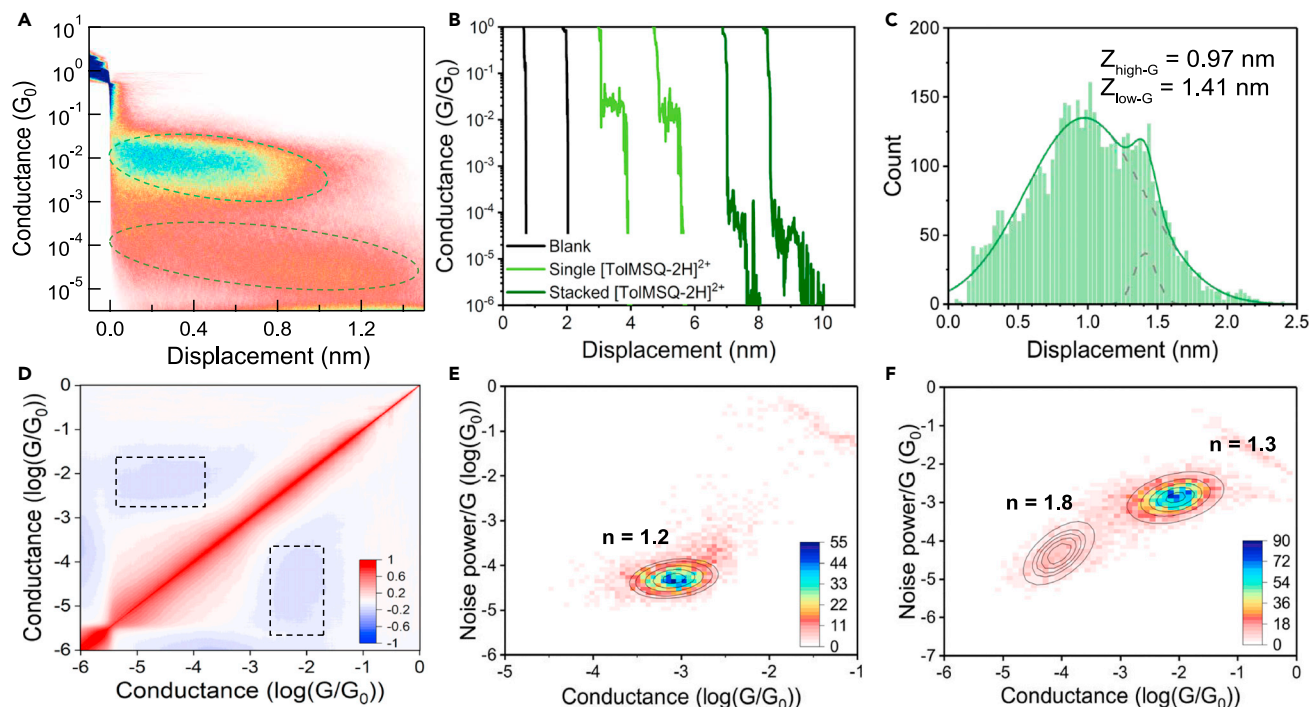 A
Conductance (G₀)
10¹
10⁰
10⁻¹
10⁻²
10⁻³
10⁻⁴
10⁻⁵
0.0 0.4 0.8 1.2
Displacement (nm)
B
Conductance (G/G₀)
10⁰
10⁻¹
10⁻²
10⁻³
10⁻⁴
10⁻⁵
10⁻⁶
Blank
Single [TolMSQ-2H]²⁺
Stacked [TolMSQ-2H]²⁺
0 2 4 6 8 10
Displacement (nm)
C
Count
200
150
100
50
0
Z high-G = 0.97 nm
Z low-G = 1.41 nm
0.0 0.5 1.0 1.5 2.0 2.5
Displacement (nm)
D
Conductance (log(G/G₀))
0
-1
-2
-3
-4
-5
-6
1
0.6
0.2
-0.2
-0.6
-1
-6 -5 -4 -3 -2 -1 0
Conductance (log(G/G₀))
E
Noise power/G (log(G₀))
0
-1
-2
-3
-4
-5
-6
n = 1.2
55
44
33
22
11
0
-5 -4 -3 -2 -1
Conductance (log(G/G₀))
F
Noise power/G (G₀)
0
-1
-2
-3
-4
-5
-6
-7
n = 1.3
n = 1.8
90
72
54
36
18
0
-6 -5 -4 -3 -2 -1 0
Conductance (log(G/G₀))